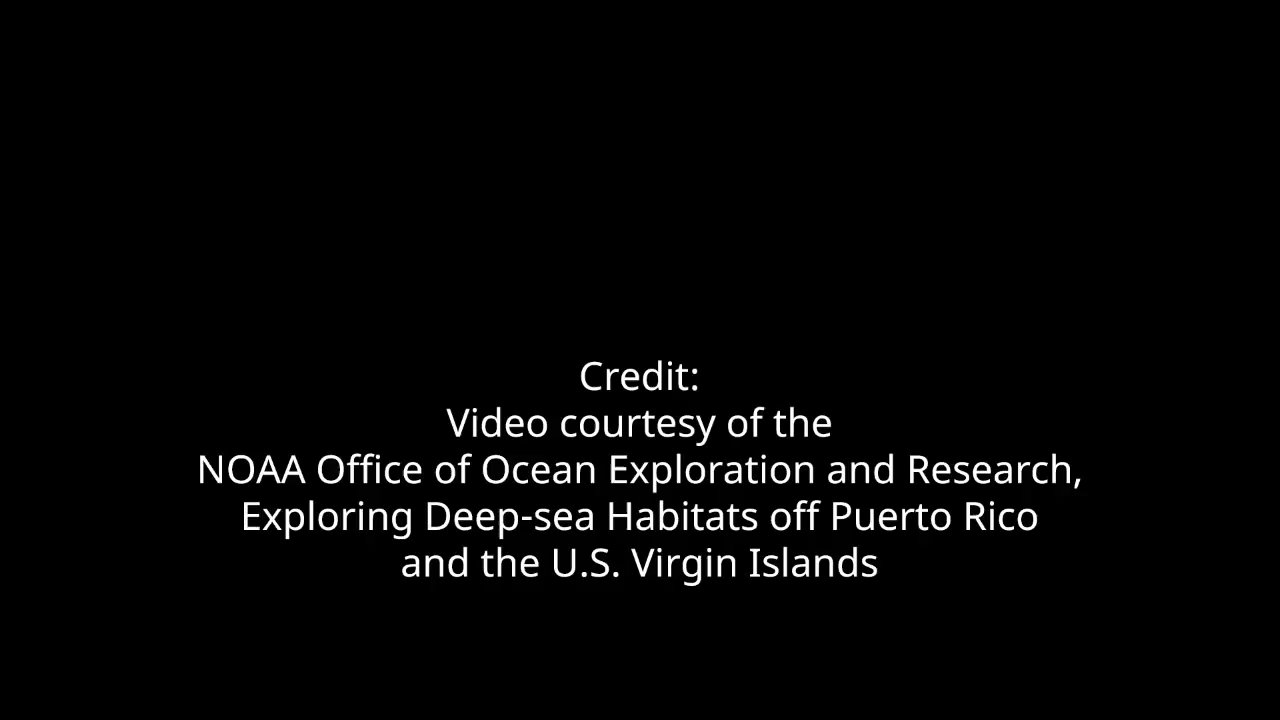 Credit:
Video courtesy of the
NOAA Office of Ocean Exploration and Research,
Exploring Deep-sea Habitats off Puerto Rico
and the U.S. Virgin Islands